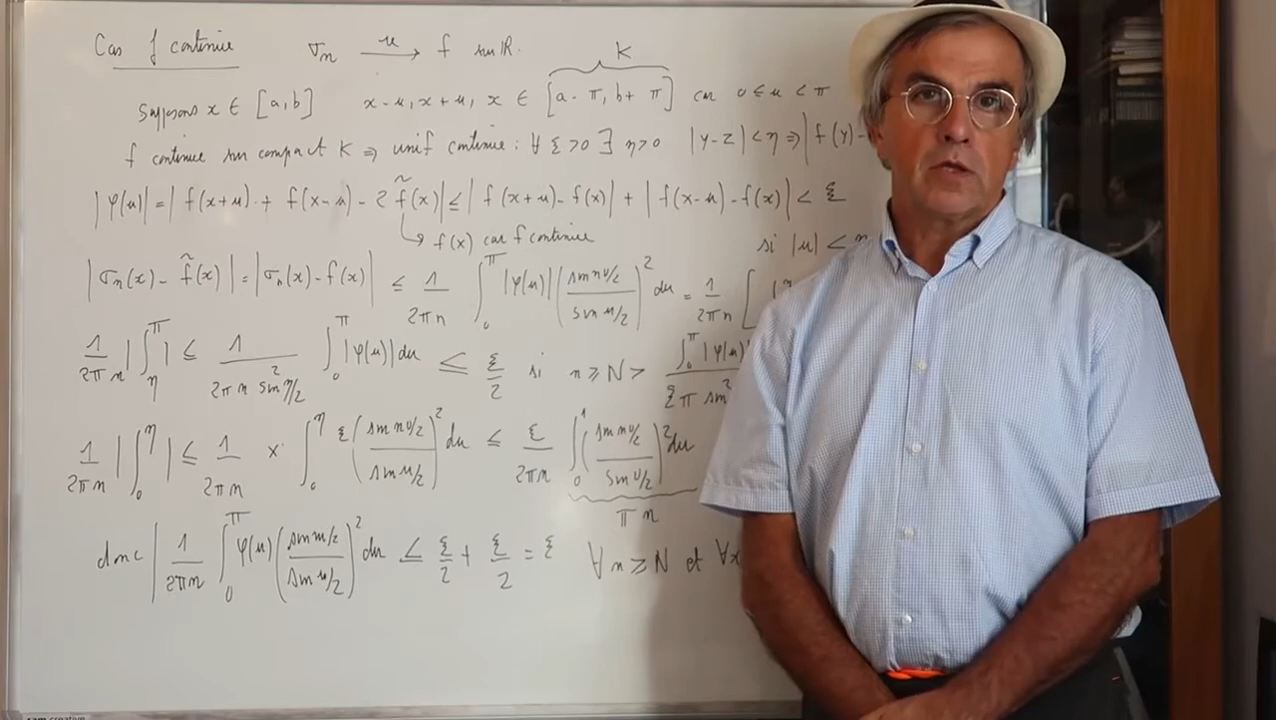 Cas f continue σn —u→ f sur ℝ.
K
Supposons x ∈ [a,b] x-u, x+u, x ∈ [a-π, b+π] car 0 ≤ u < π
f continue sur compact K ⇒ unif continue : ∀ ξ > 0 ∃ η > 0 |y-z| < η ⇒ |f(y)-
|φ(u)| = |f(x+u) + f(x-u) - 2f̃(x)| ≤ |f(x+u) - f(x)| + |f(x-u) - f(x)| < ξ
↳ f(x) car f continue si |u| < η
|σn(x) - f̃(x)| = |σn(x) - f(x)| ≤ 1/2πn ∫₀^π |φ(u)| (sin nu/2 / sin u/2)² du = 1/2πn [
1/2πn |∫_η^π| ≤ 1/(2πn sin² η/2) ∫₀^π |φ(u)| du ≤ ξ/2 si n ≥ N > ∫₀^π |φ(u)| / ξπ sin²
1/2πn |∫₀^η| ≤ 1/2πn × ∫₀^η ξ (sin nu/2 / sin u/2)² du ≤ ξ/2πn ∫₀ (sin nu/2 / sin u/2)² du
πn
donc |1/2πn ∫₀^π φ(u) (sin nu/2 / sin u/2)² du ≤ ξ/2 + ξ/2 = ξ ∀n ≥ N et ∀x